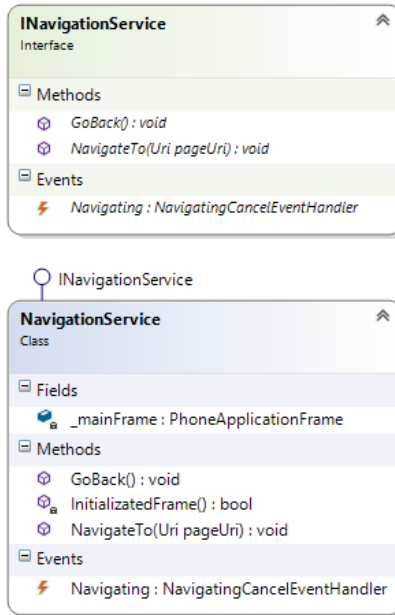 INavigationService
Interface
Methods
GoBack() : void
NavigateTo(Uri pageUri) : void
Events
Navigating : NavigatingCancelEventHandler
INavigationService
NavigationService
Class
Fields
_mainFrame : PhoneApplicationFrame
Methods
GoBack() : void
InitializatedFrame() : bool
NavigateTo(Uri pageUri) : void
Events
Navigating : NavigatingCancelEventHandler